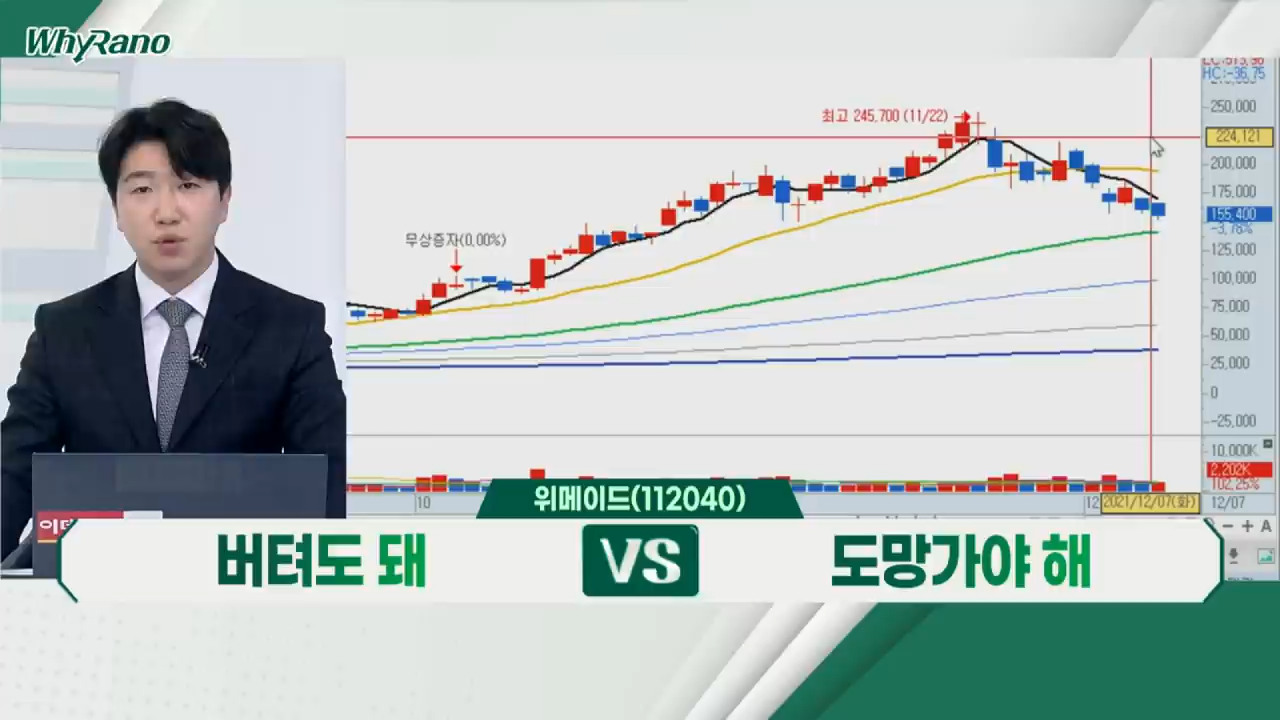 WhyRano
HC:-36,75
250,000
224,121
200,000
175,000
155,400
-3,76%
125,000
100,000
75,000
50,000
25,000
0
-25,000
10,000K
2,202K
102,25%
최고 245,700 (11/22)
무상증자(0,00%)
10
12
2021/12/07(화)
12/07
위메이드(112040)
버텨도 돼
VS
도망가야 해
- + A